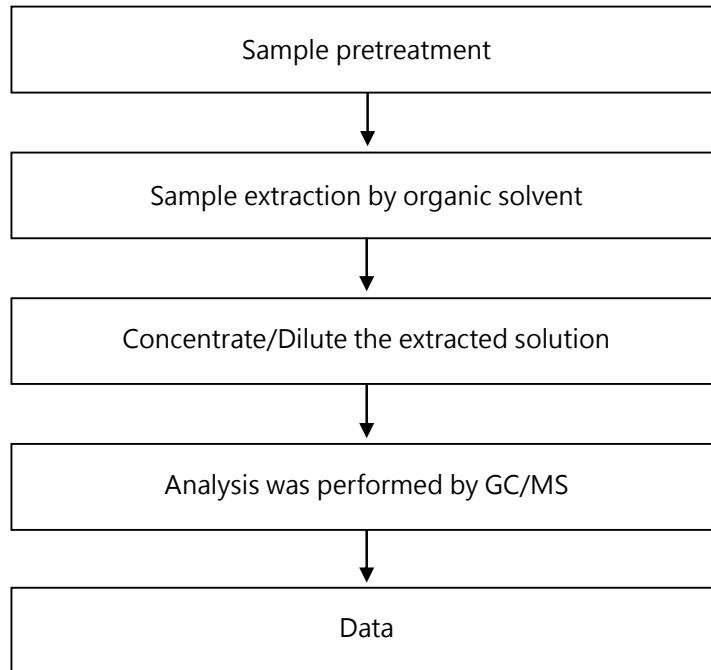 Sample pretreatment
Sample extraction by organic solvent
Concentrate/Dilute the extracted solution
Analysis was performed by GC/MS
Data